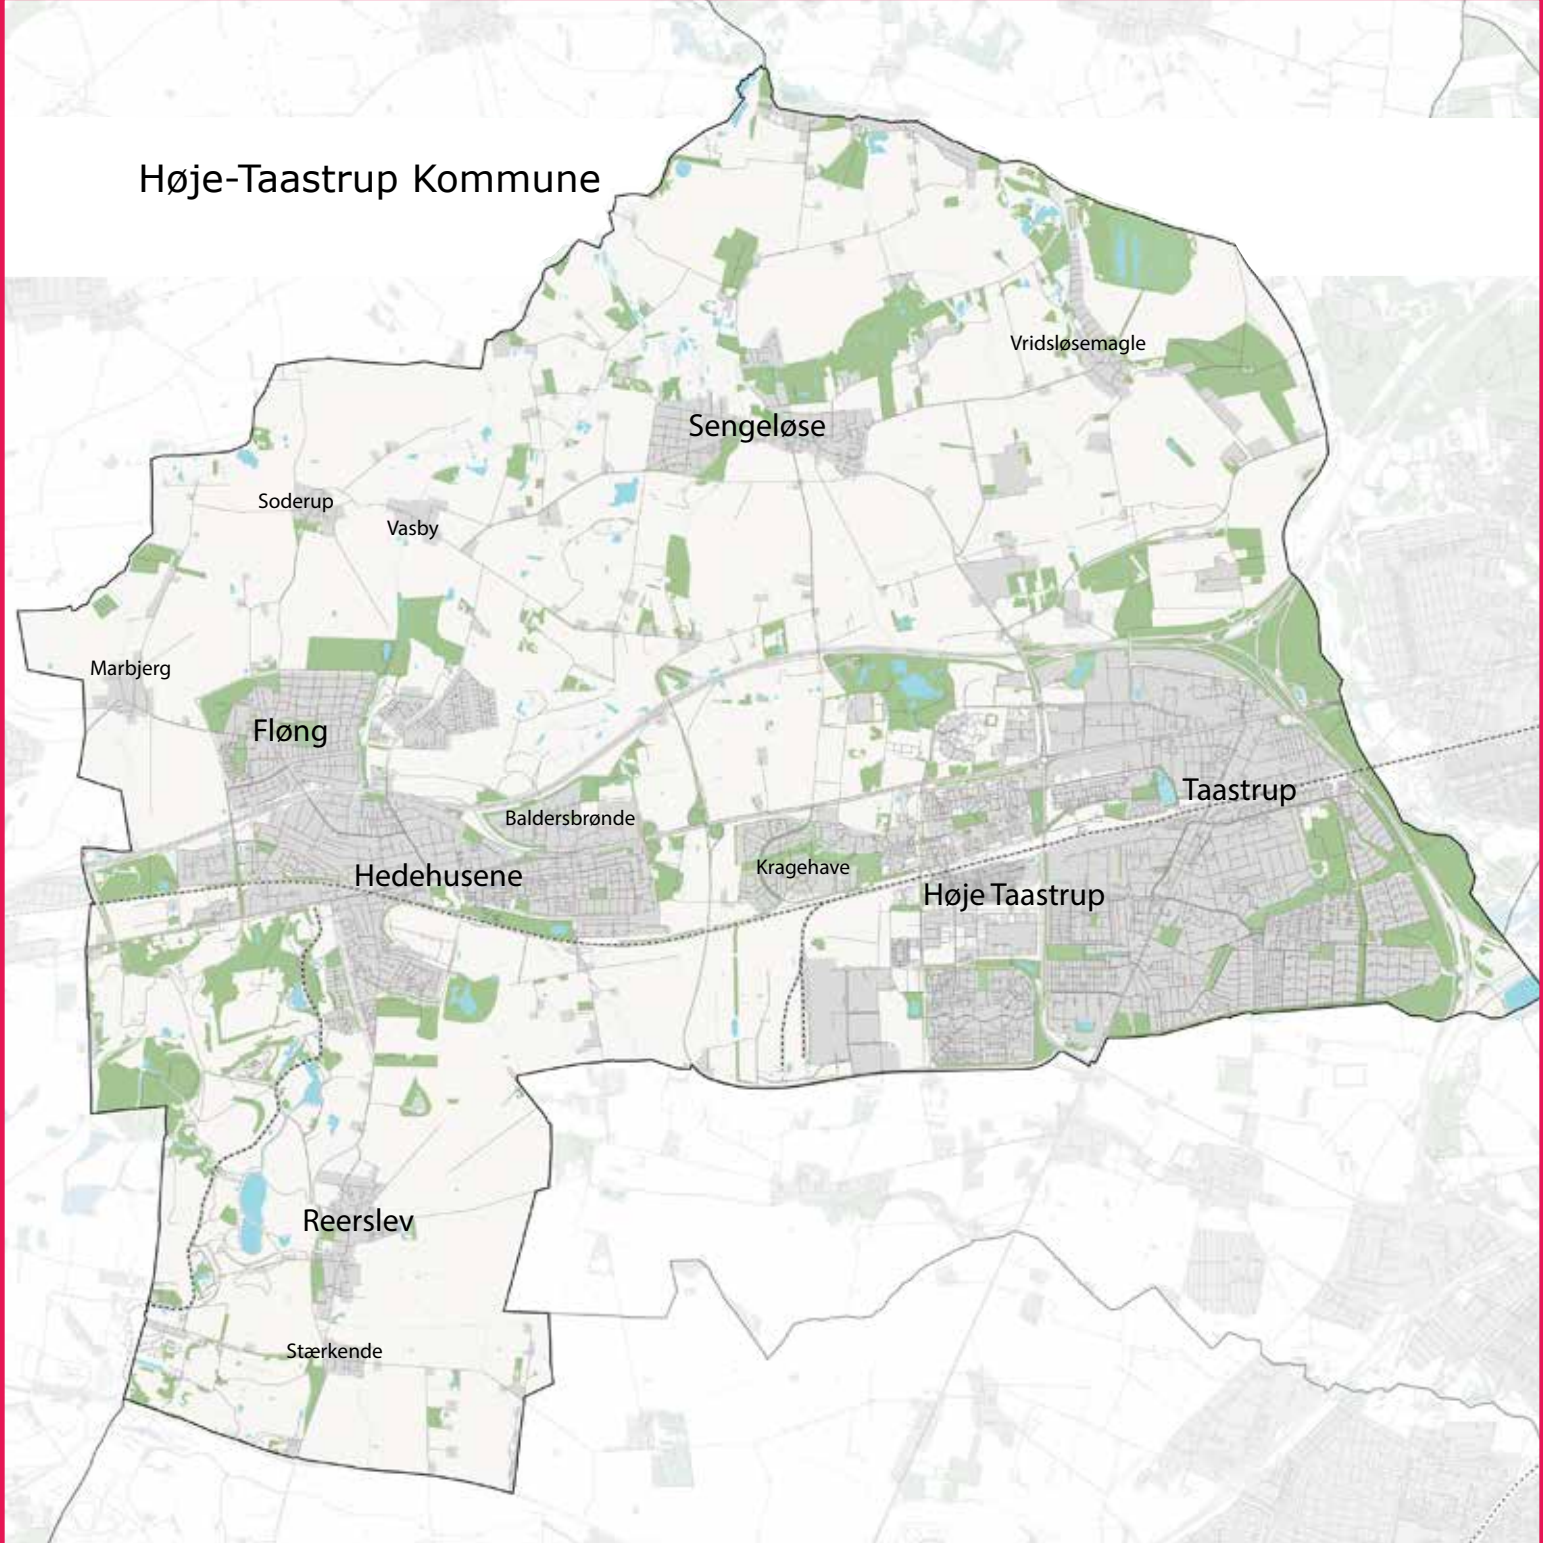 Høje-Taastrup Kommune
Vridsløsemagle
Sengeløse
Soderup
Vasby
Marbjerg
Fløng
Taastrup
Baldersbrønde
Kragehave
Hedehusene
Høje Taastrup
Reerslev
Stærkende